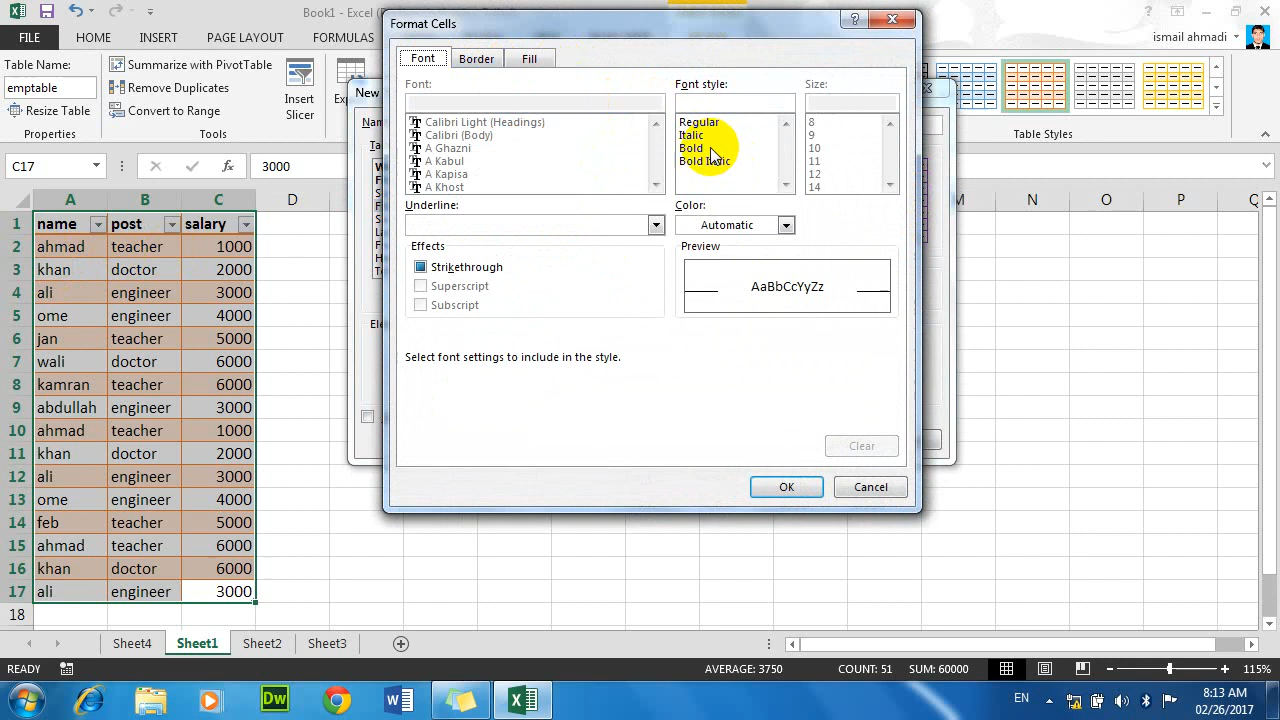 Book1 - Excel (
Format Cells
?
FILE
HOME
INSERT
PAGE LAYOUT
FORMULAS
ismail ahmadi
Table Name:
emptable
Resize Table
Properties
Summarize with PivotTable
Remove Duplicates
Convert to Range
Tools
Insert
Slicer
Table Styles
C17
3000
New
Font
Border
Fill
Font:
Font style:
Size:
Calibri Light (Headings)
Calibri (Body)
A Ghazni
A Kabul
A Kapisa
A Khost
Regular
Italic
Bold
Bold Italic
8
9
10
11
12
14
Underline:
Color:
Automatic
Effects
Strikethrough
Superscript
Subscript
Preview
AaBbCcYyZz
Select font settings to include in the style.
Clear
OK
Cancel
A B C D M N O P Q
1 name post salary
2 ahmad teacher 1000
3 khan doctor 2000
4 ali engineer 3000
5 ome engineer 4000
6 jan teacher 5000
7 wali doctor 6000
8 kamran teacher 6000
9 abdullah engineer 3000
10 ahmad teacher 1000
11 khan doctor 2000
12 ali engineer 3000
13 ome engineer 4000
14 feb teacher 5000
15 ahmad teacher 6000
16 khan doctor 6000
17 ali engineer 3000
18
Sheet4 Sheet1 Sheet2 Sheet3
READY
AVERAGE: 3750 COUNT: 51 SUM: 60000
115%
Dw
EN
8:13 AM
02/26/2017